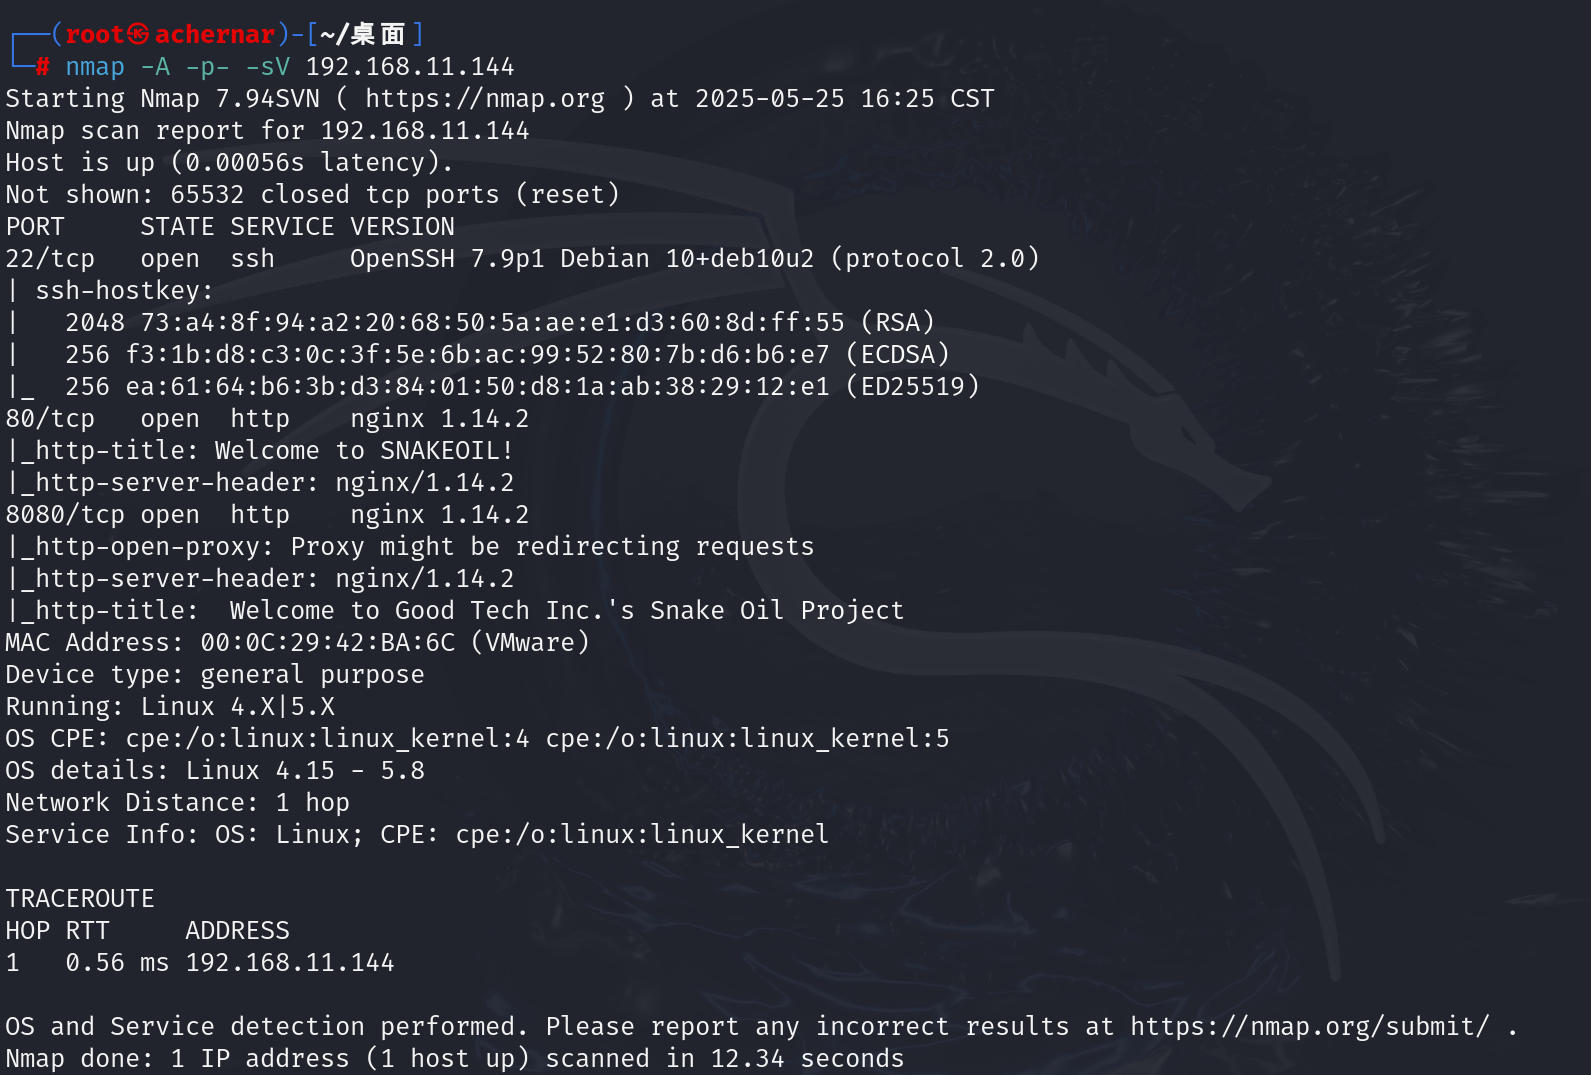 ┌──(root㉿achernar)-[~/桌面]
└─# nmap -A -p- -sV 192.168.11.144
Starting Nmap 7.94SVN ( https://nmap.org ) at 2025-05-25 16:25 CST
Nmap scan report for 192.168.11.144
Host is up (0.00056s latency).
Not shown: 65532 closed tcp ports (reset)
PORT     STATE SERVICE VERSION
22/tcp   open  ssh     OpenSSH 7.9p1 Debian 10+deb10u2 (protocol 2.0)
| ssh-hostkey:
|   2048 73:a4:8f:94:a2:20:68:50:5a:ae:e1:d3:60:8d:ff:55 (RSA)
|   256 f3:1b:d8:c3:0c:3f:5e:6b:ac:99:52:80:7b:d6:b6:e7 (ECDSA)
|_  256 ea:61:64:b6:3b:d3:84:01:50:d8:1a:ab:38:29:12:e1 (ED25519)
80/tcp   open  http    nginx 1.14.2
|_http-title: Welcome to SNAKEOIL!
|_http-server-header: nginx/1.14.2
8080/tcp open  http    nginx 1.14.2
|_http-open-proxy: Proxy might be redirecting requests
|_http-server-header: nginx/1.14.2
|_http-title:  Welcome to Good Tech Inc.'s Snake Oil Project
MAC Address: 00:0C:29:42:BA:6C (VMware)
Device type: general purpose
Running: Linux 4.X|5.X
OS CPE: cpe:/o:linux:linux_kernel:4 cpe:/o:linux:linux_kernel:5
OS details: Linux 4.15 - 5.8
Network Distance: 1 hop
Service Info: OS: Linux; CPE: cpe:/o:linux:linux_kernel
TRACEROUTE
HOP RTT     ADDRESS
1   0.56 ms 192.168.11.144
OS and Service detection performed. Please report any incorrect results at https://nmap.org/submit/ .
Nmap done: 1 IP address (1 host up) scanned in 12.34 seconds